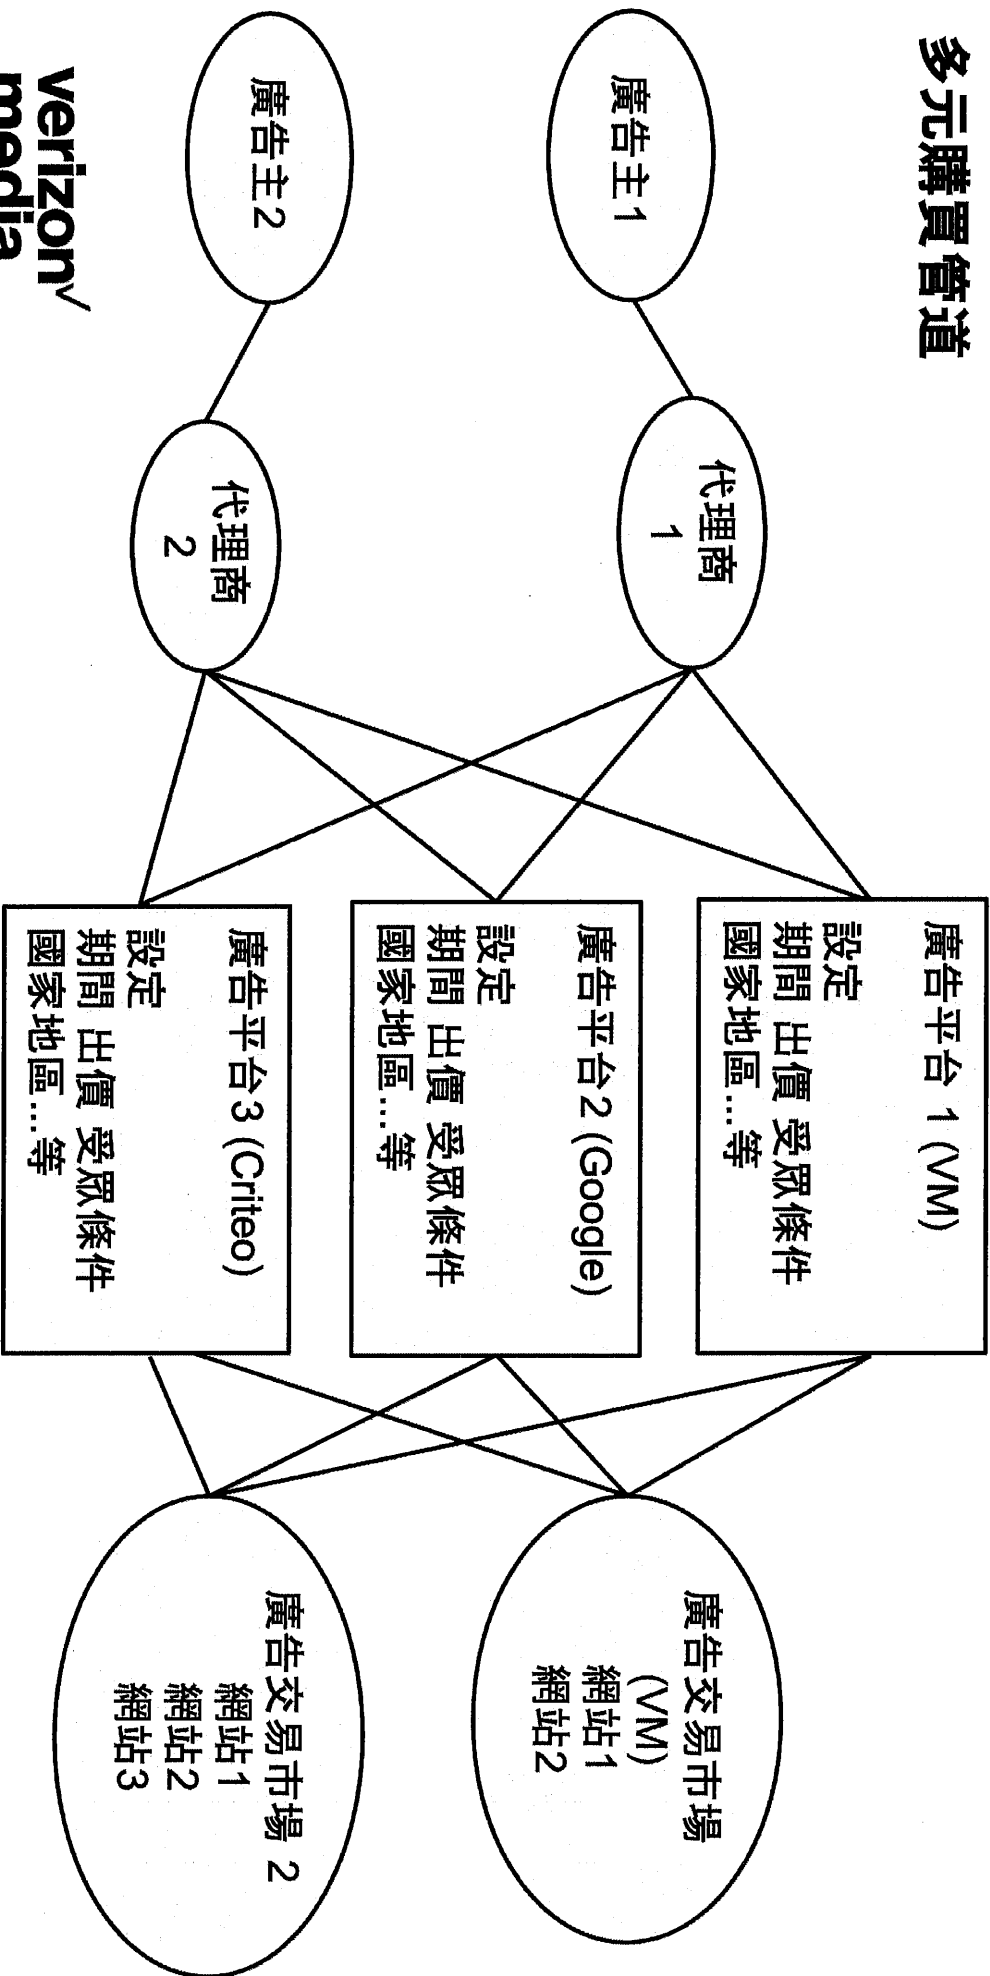 多元購買管道
廣告主1
廣告主2
代理商
1
代理商
2
廣告平台 1 (VM)
設定
期間 出價 受眾條件
國家地區...等
廣告平台2 (Google)
設定
期間 出價 受眾條件
國家地區...等
廣告平台3 (Criteo)
設定
期間 出價 受眾條件
國家地區...等
廣告交易市場
(VM)
網站1
網站2
廣告交易市場 2
網站1
網站2
網站3
verizon√
media